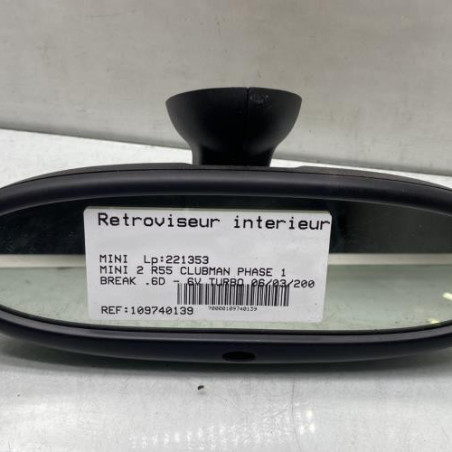 Retroviseur interieur
MINI Lp:221353
MINI 2 R55 CLUBMAN PHASE 1
BREAK .6D - 6V TURBO 06/03/200
REF:109740139
70000109740139